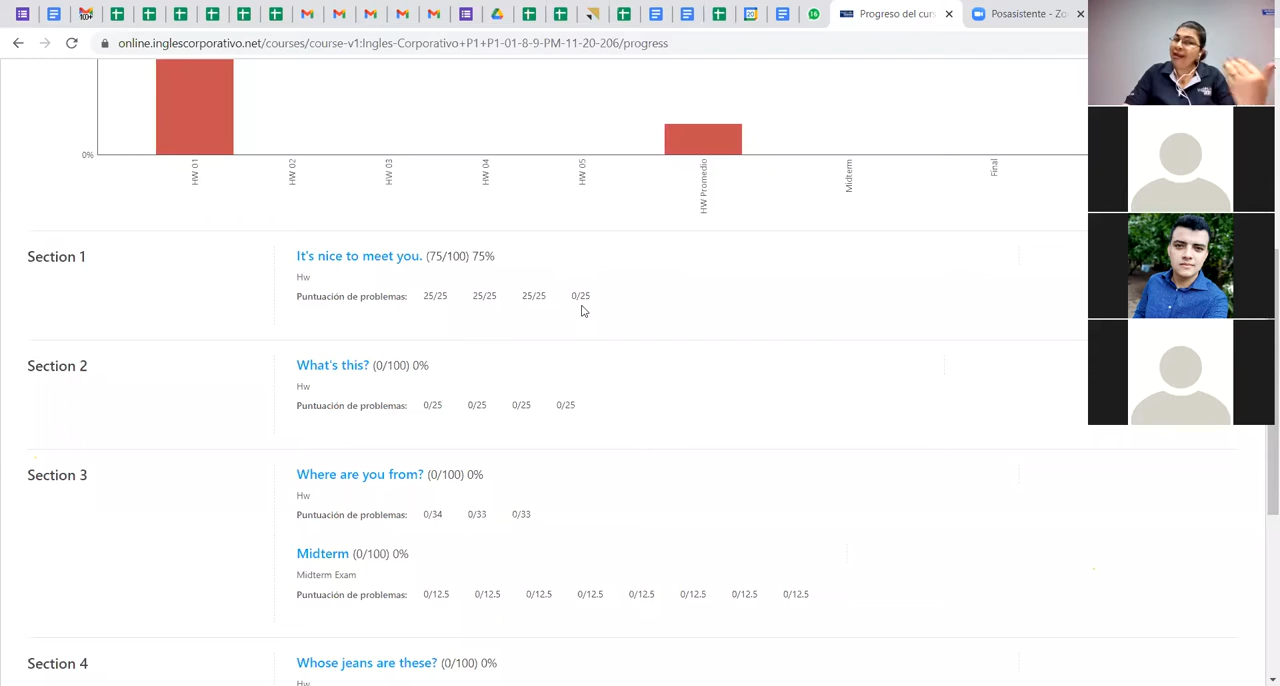 100+
16
Progreso del curs
Posasistente - Zo
online.inglescorporativo.net/courses/course-v1:Ingles-Corporativo+P1+P1-01-8-9-PM-11-20-206/progress
0%
HW 01
HW 02
HW 03
HW 04
HW 05
HW Promedio
Midterm
Final
Section 1
It's nice to meet you. (75/100) 75%
Hw
Puntuación de problemas: 25/25 25/25 25/25 0/25
Section 2
What's this? (0/100) 0%
Hw
Puntuación de problemas: 0/25 0/25 0/25 0/25
Section 3
Where are you from? (0/100) 0%
Hw
Puntuación de problemas: 0/34 0/33 0/33
Midterm (0/100) 0%
Midterm Exam
Puntuación de problemas: 0/12.5 0/12.5 0/12.5 0/12.5 0/12.5 0/12.5 0/12.5 0/12.5
Section 4
Whose jeans are these? (0/100) 0%
Hw